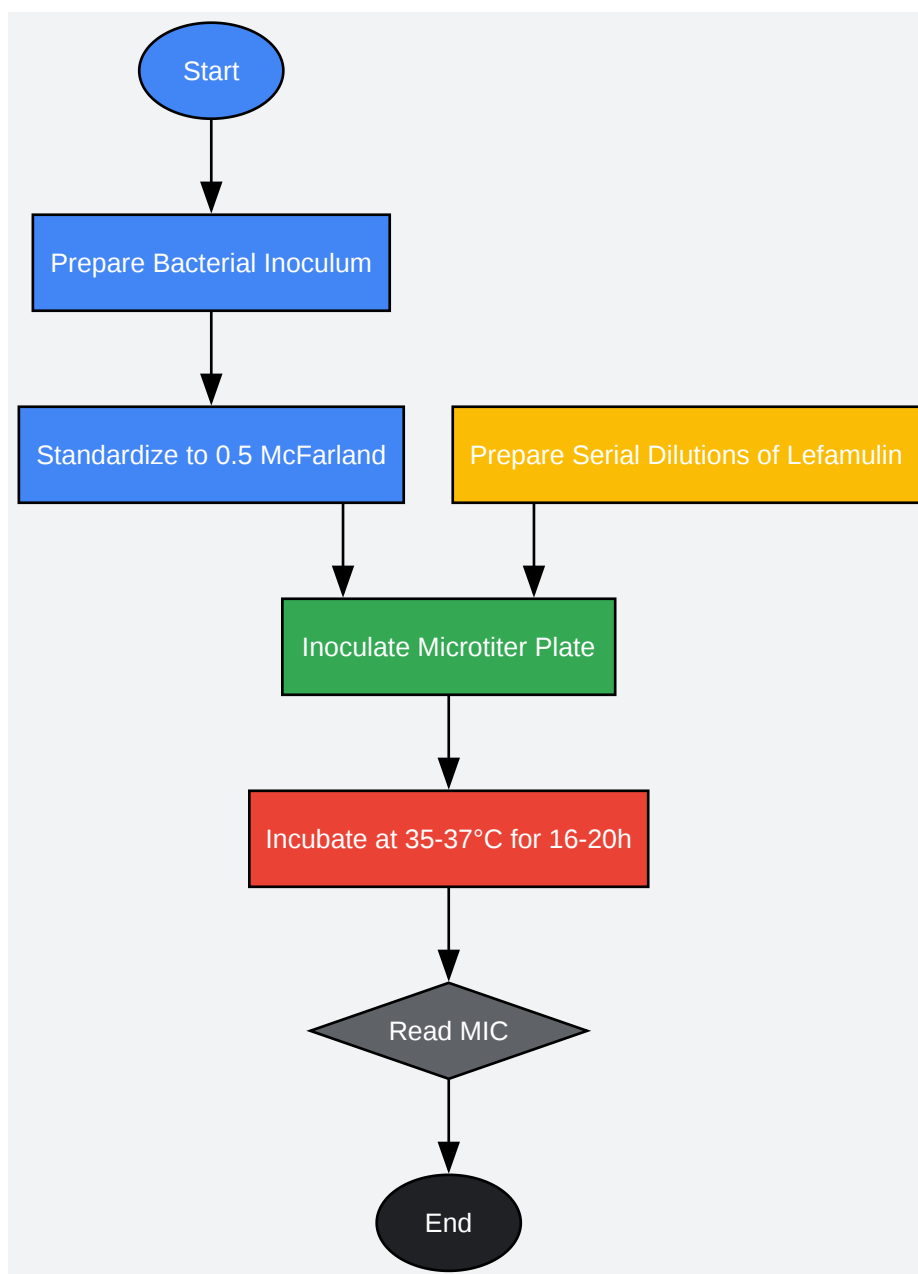 Start
Prepare Bacterial Inoculum
Standardize to 0.5 McFarland
Prepare Serial Dilutions of Lefamulin
Inoculate Microtiter Plate
Incubate at 35-37°C for 16-20h
Read MIC
End